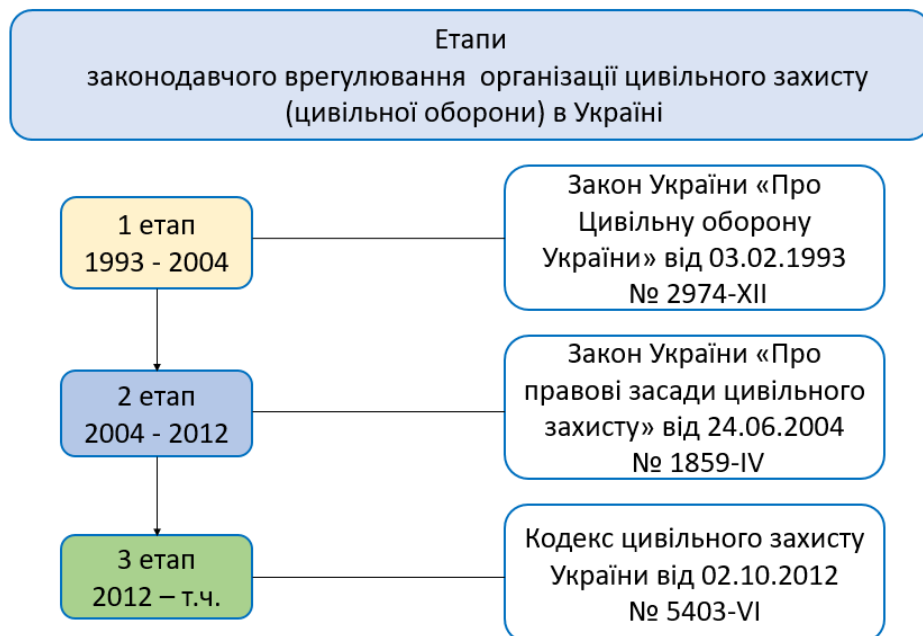 Етапи
законодавчого врегулювання організації цивільного захисту
(цивільної оборони) в Україні
1 етап
1993 - 2004
Закон України «Про
Цивільну оборону
України» від 03.02.1993
№ 2974-XII
2 етап
2004 - 2012
Закон України «Про
правові засади цивільного
захисту» від 24.06.2004
№ 1859-IV
3 етап
2012 – т.ч.
Кодекс цивільного захисту
України від 02.10.2012
№ 5403-VI